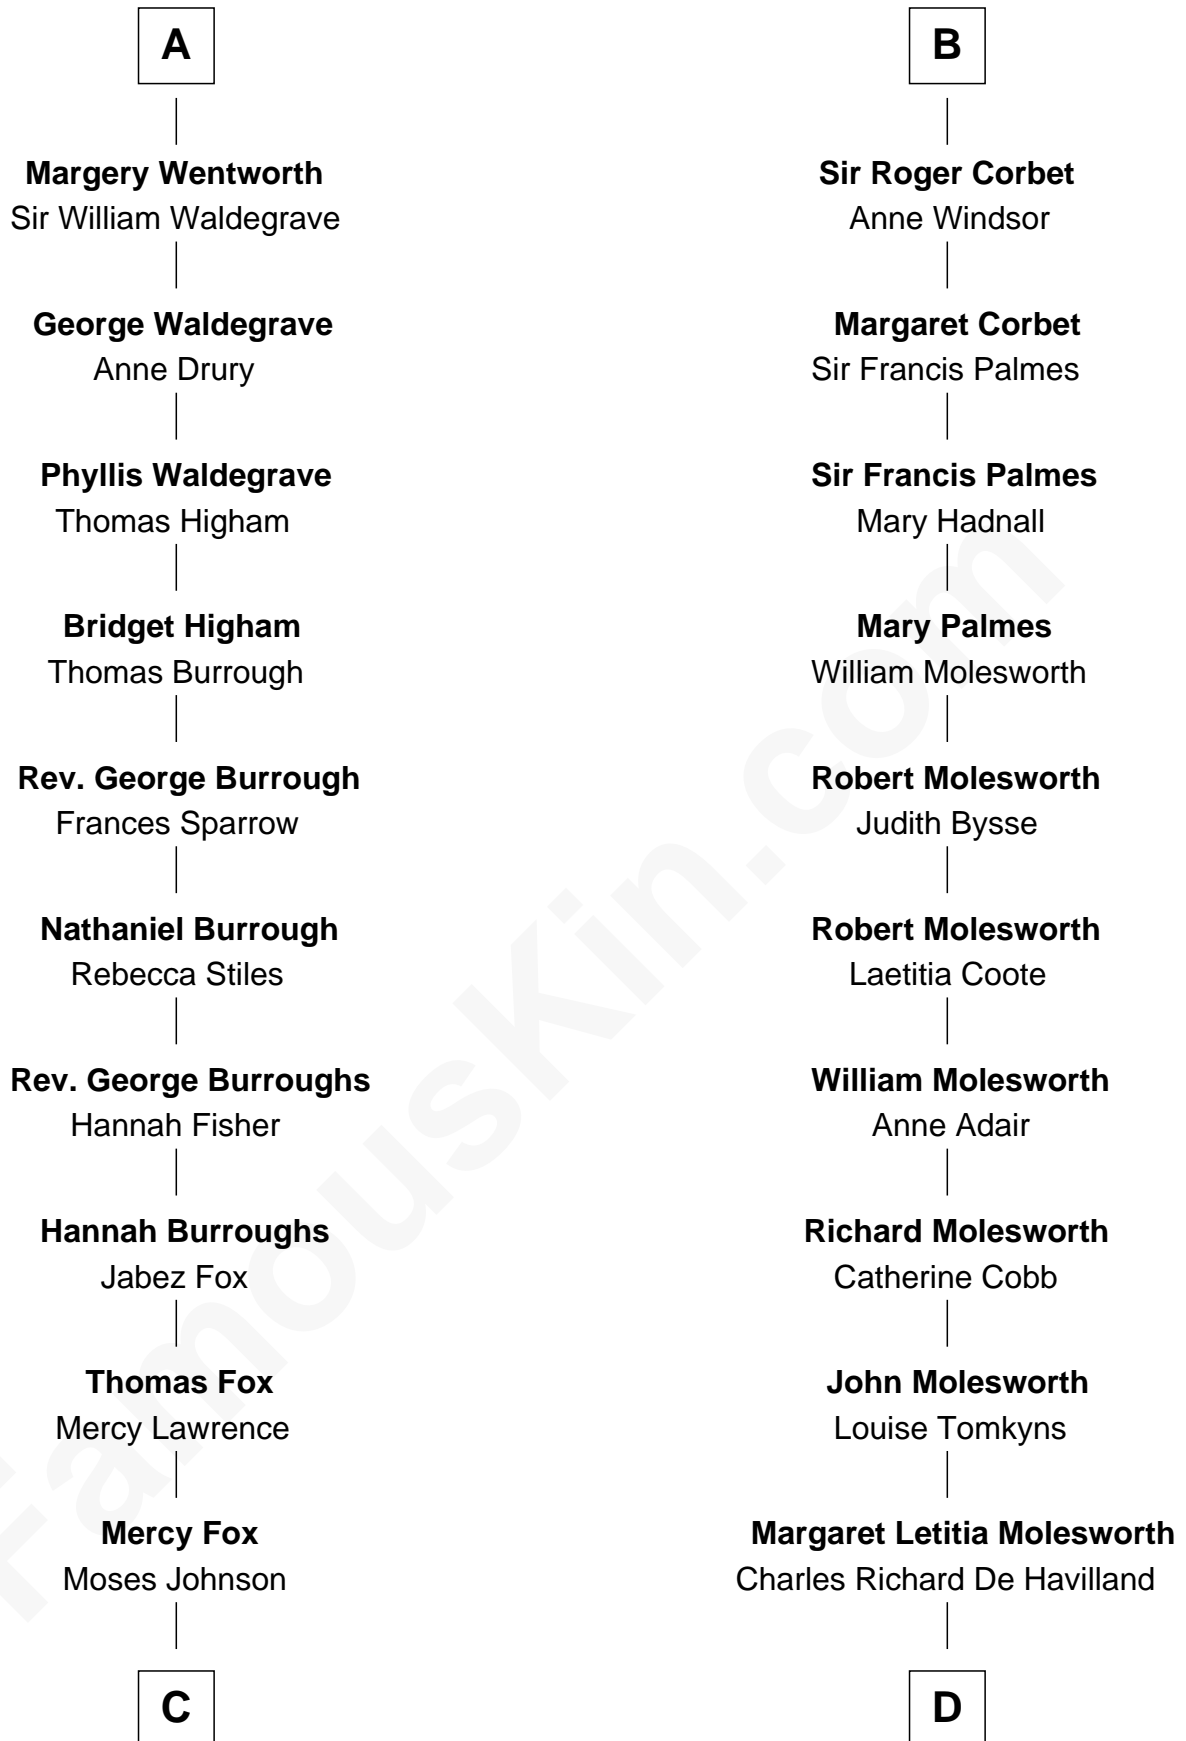 A
Margery Wentworth
Sir William Waldegrave
George Waldegrave
Anne Drury
Phyllis Waldegrave
Thomas Higham
Bridget Higham
Thomas Burrough
Rev. George Burrough
Frances Sparrow
Nathaniel Burrough
Rebecca Stiles
Rev. George Burroughs
Hannah Fisher
Hannah Burroughs
Jabez Fox
Thomas Fox
Mercy Lawrence
Mercy Fox
Moses Johnson
C
B
Sir Roger Corbet
Anne Windsor
Margaret Corbet
Sir Francis Palmes
Sir Francis Palmes
Mary Hadnall
Mary Palmes
William Molesworth
Robert Molesworth
Judith Bysse
Robert Molesworth
Laetitia Coote
William Molesworth
Anne Adair
Richard Molesworth
Catherine Cobb
John Molesworth
Louise Tomkyns
Margaret Letitia Molesworth
Charles Richard De Havilland
D
FamousKin.com